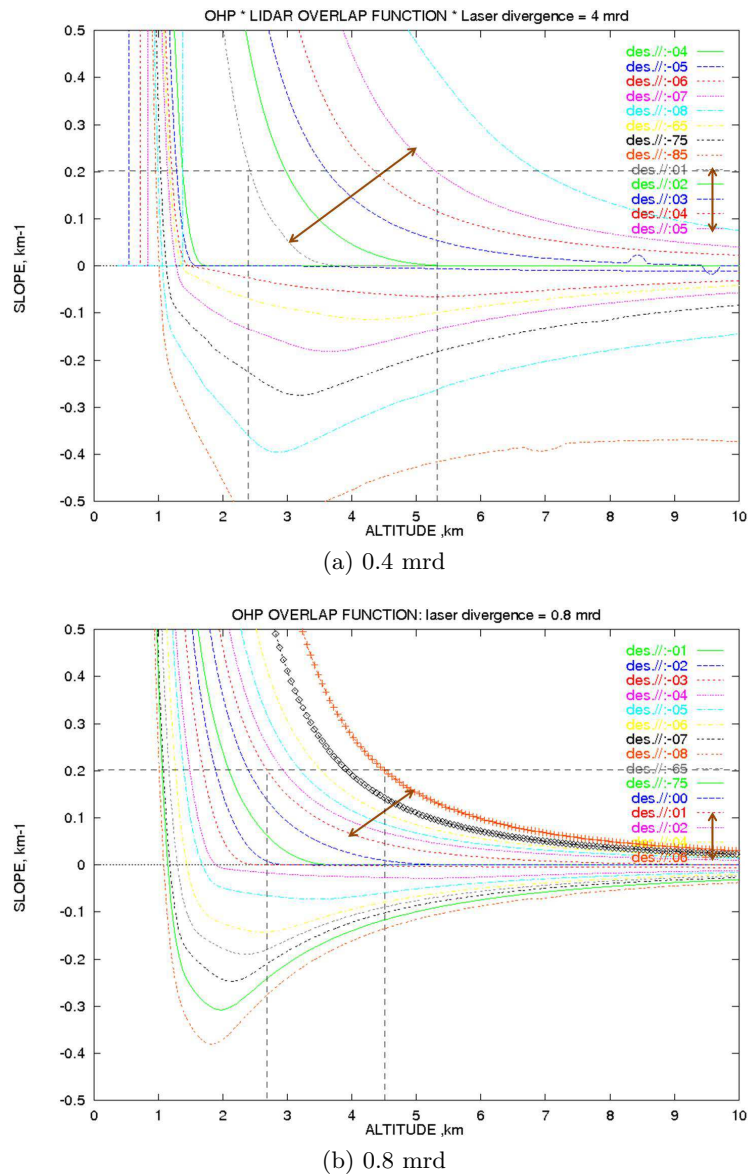 OHP * LIDAR OVERLAP FUNCTION * Laser divergence = 4 mrd
0.5
0.4
0.3
0.2
0.1
0
-0.1
-0.2
-0.3
-0.4
-0.5
SLOPE, km-1
des.//:-04
des.//:-05
des.//:-06
des.//:-07
des.//:-08
des.//:-65
des.//:-75
des.//:-85
des.//:01
des.//:02
des.//:03
des.//:04
des.//:05
0 1 2 3 4 5 6 7 8 9 10
ALTITUDE ,km
(a) 0.4 mrd
OHP OVERLAP FUNCTION: laser divergence = 0.8 mrd
0.5
0.4
0.3
0.2
0.1
0
-0.1
-0.2
-0.3
-0.4
-0.5
SLOPE, km-1
des.//:-01
des.//:-02
des.//:-03
des.//:-04
des.//:-05
des.//:-06
des.//:-07
des.//:-08
des.//:-65
des.//:-75
des.//:00
des.//:01
des.//:02
des.//:04
des.//:06
0 1 2 3 4 5 6 7 8 9 10
ALTITUDE ,km
(b) 0.8 mrd